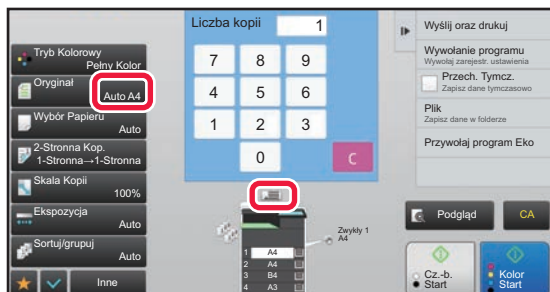 Liczba kopii
1
Tryb Kolorowy
Pełny Kolor
Oryginał
Auto A4
Wybór Papieru
Auto
2-Stronna Kop.
1-Stronna→1-Stronna
Skala Kopii
100%
Ekspozycja
Auto
Sortuj/grupuj
Auto
Inne
7 8 9
4 5 6
1 2 3
0 C
Zwykły 1
A4
1 A4
2 A4
3 B4
4 A3
Wyślij oraz drukuj
Wywołanie programu
Wywołaj zarejestr. ustawienia
Przech. Tymcz.
Zapisz dane tymczasowo
Plik
Zapisz dane w folderze
Przywołaj program Eko
Podgląd
CA
Cz.-b.
Start
Kolor
Start